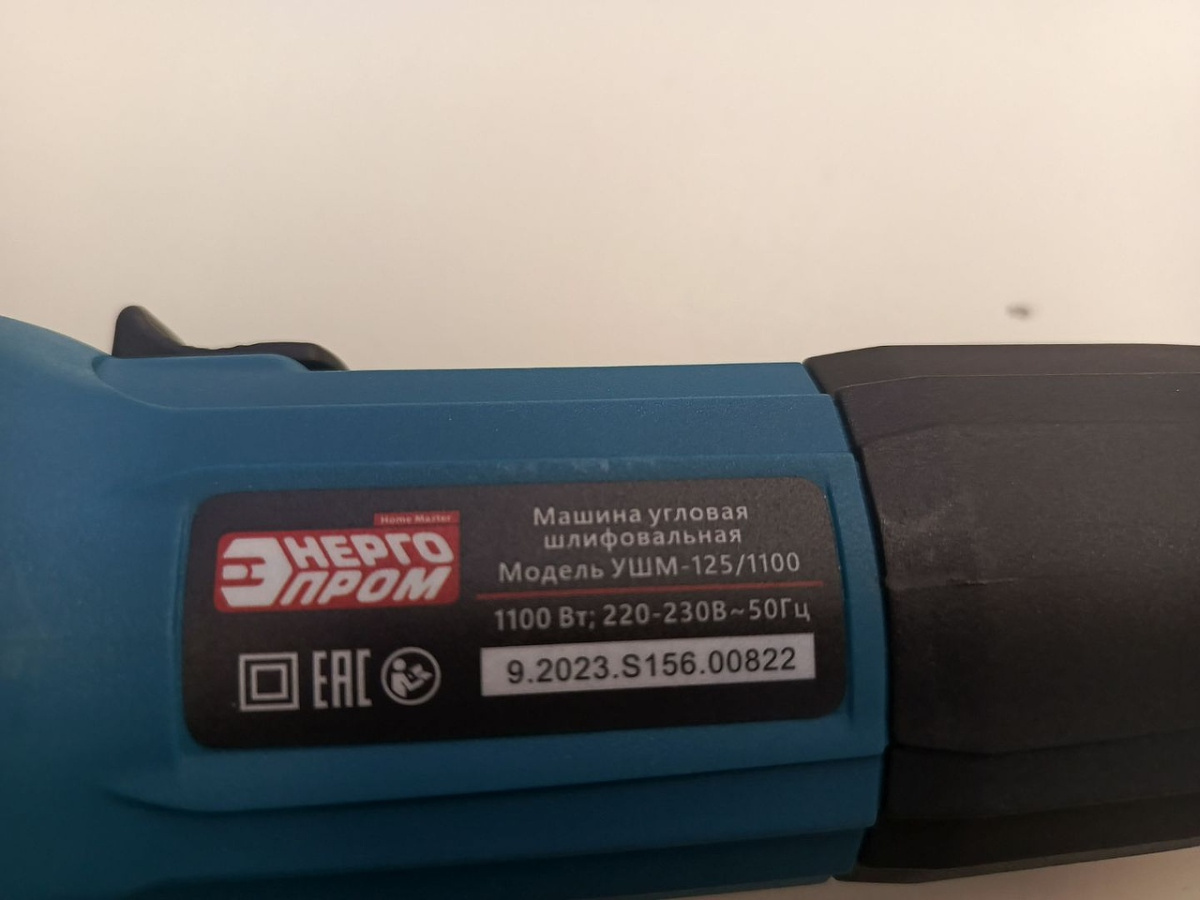 Home Master
ЭНЕРГО
ПРОМ
Машина угловая
шлифовальная
Модель УШМ-125/1100
1100 Вт; 220-230В~50Гц
EAC
9.2023.S156.00822